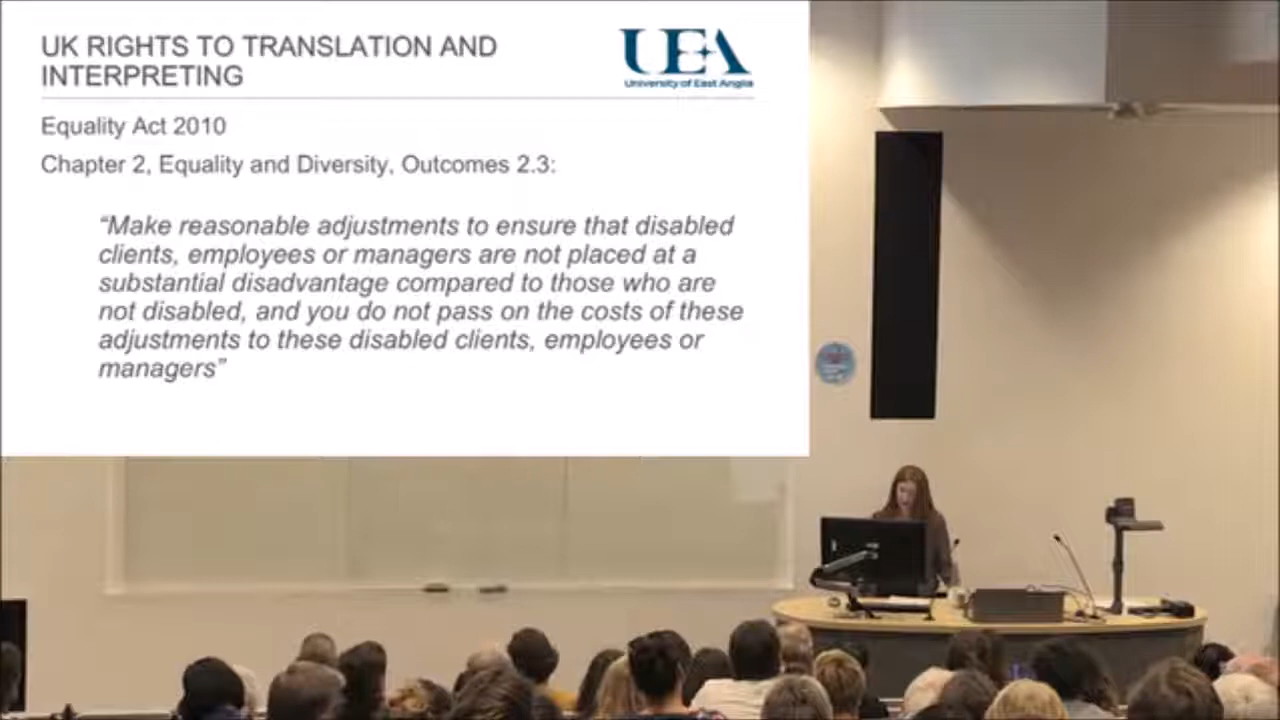 UK RIGHTS TO TRANSLATION AND
INTERPRETING
UEA
University of East Anglia
Equality Act 2010
Chapter 2, Equality and Diversity, Outcomes 2.3:
“Make reasonable adjustments to ensure that disabled
clients, employees or managers are not placed at a
substantial disadvantage compared to those who are
not disabled, and you do not pass on the costs of these
adjustments to these disabled clients, employees or
managers”